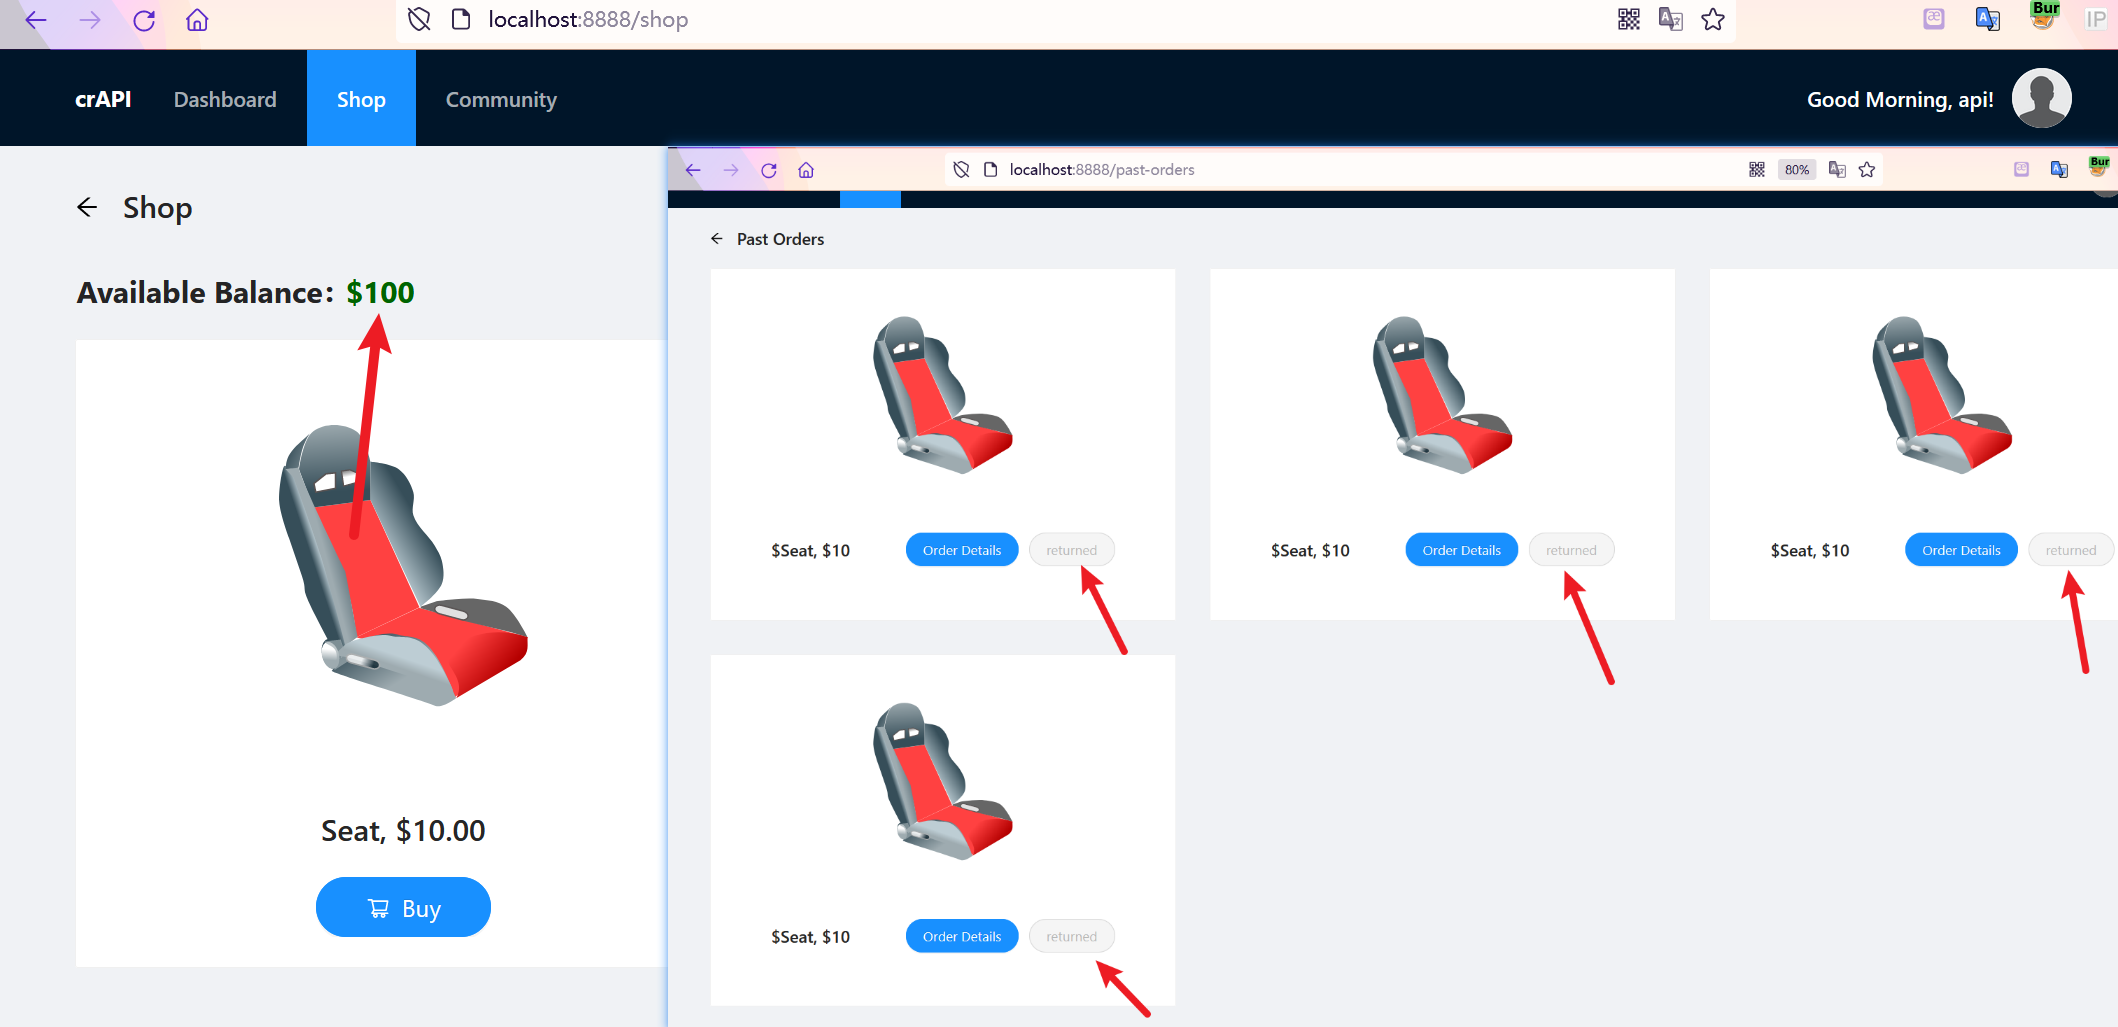 localhost:8888/shop
Bur
IP
crAPI Dashboard Shop Community Good Morning, api!
localhost:8888/past-orders
80%
Bur
Shop
Available Balance: $100
Past Orders
$Seat, $10 Order Details returned
$Seat, $10 Order Details returned
$Seat, $10 Order Details returned
Seat, $10.00
Buy
$Seat, $10 Order Details returned